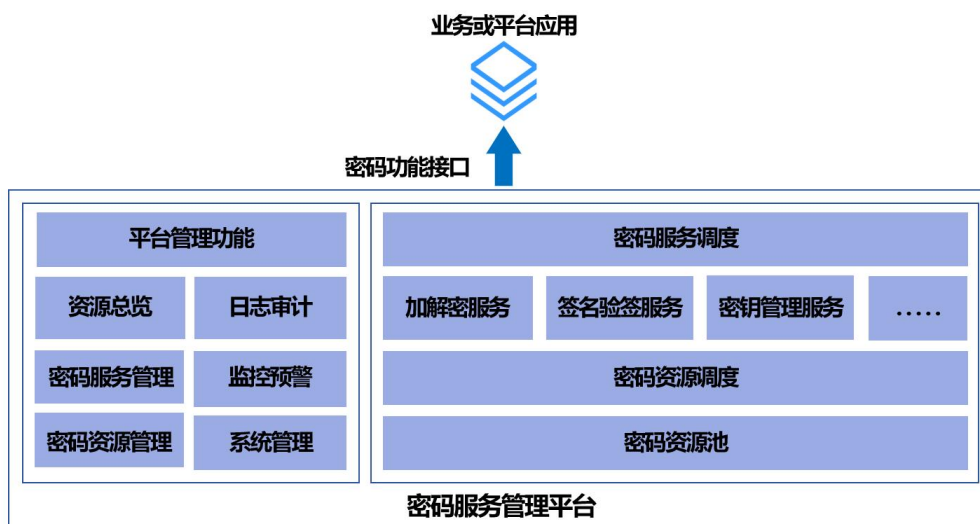 业务或平台应用
密码功能接口
平台管理功能
资源总览
日志审计
密码服务管理
监控预警
密码资源管理
系统管理
密码服务调度
加解密服务
签名验签服务
密钥管理服务
.....
密码资源调度
密码资源池
密码服务管理平台